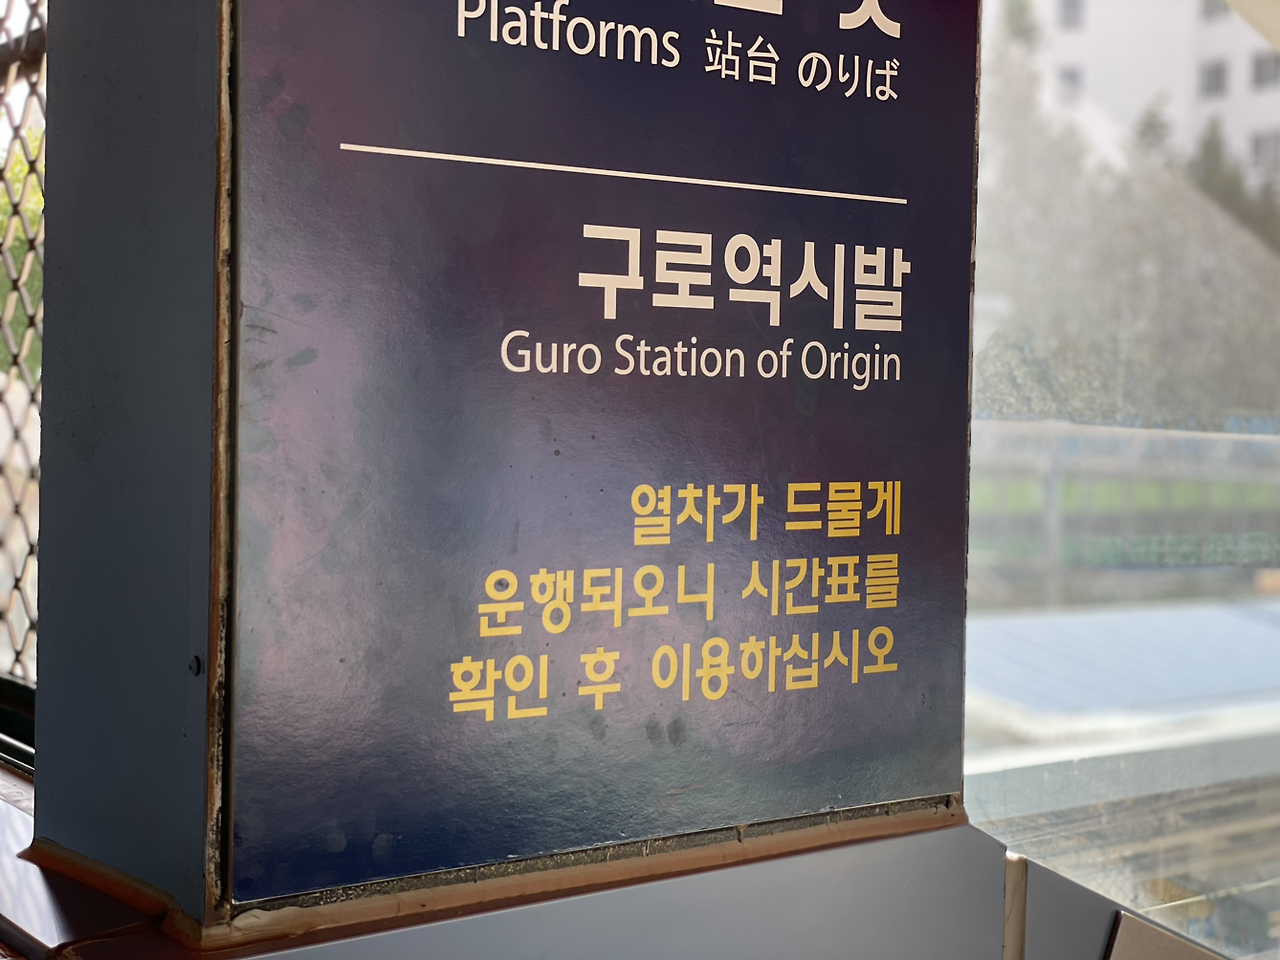 Platforms 站台 のりば
구로역시발
Guro Station of Origin
열차가 드물게
운행되오니 시간표를
확인 후 이용하십시오